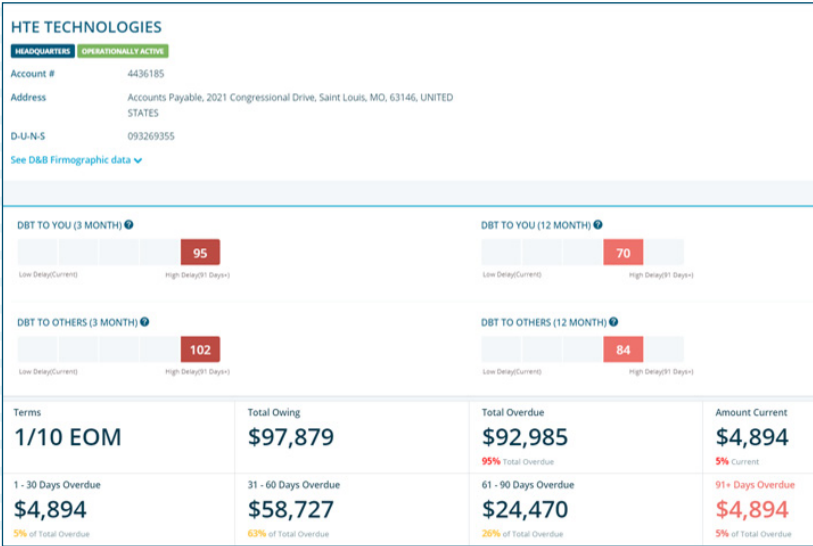 HTE TECHNOLOGIES
HEADQUARTERS OPERATIONALLY ACTIVE
Account # 4436185
Address Accounts Payable, 2021 Congressional Drive, Saint Louis, MO, 63146, UNITED
STATES
D-U-N-S 093269355
See D&B Firmographic data
DBT TO YOU (3 MONTH) ?
95
Low Delay(Current) High Delay(91 Days+)
DBT TO YOU (12 MONTH) ?
70
Low Delay(Current) High Delay(91 Days+)
DBT TO OTHERS (3 MONTH) ?
102
Low Delay(Current) High Delay(91 Days+)
DBT TO OTHERS (12 MONTH) ?
84
Low Delay(Current) High Delay(91 Days+)
Terms
1/10 EOM
Total Owing
$97,879
Total Overdue
$92,985
95% Total Overdue
Amount Current
$4,894
5% Current
1 - 30 Days Overdue
$4,894
5% of Total Overdue
31 - 60 Days Overdue
$58,727
63% of Total Overdue
61 - 90 Days Overdue
$24,470
26% of Total Overdue
91+ Days Overdue
$4,894
5% of Total Overdue